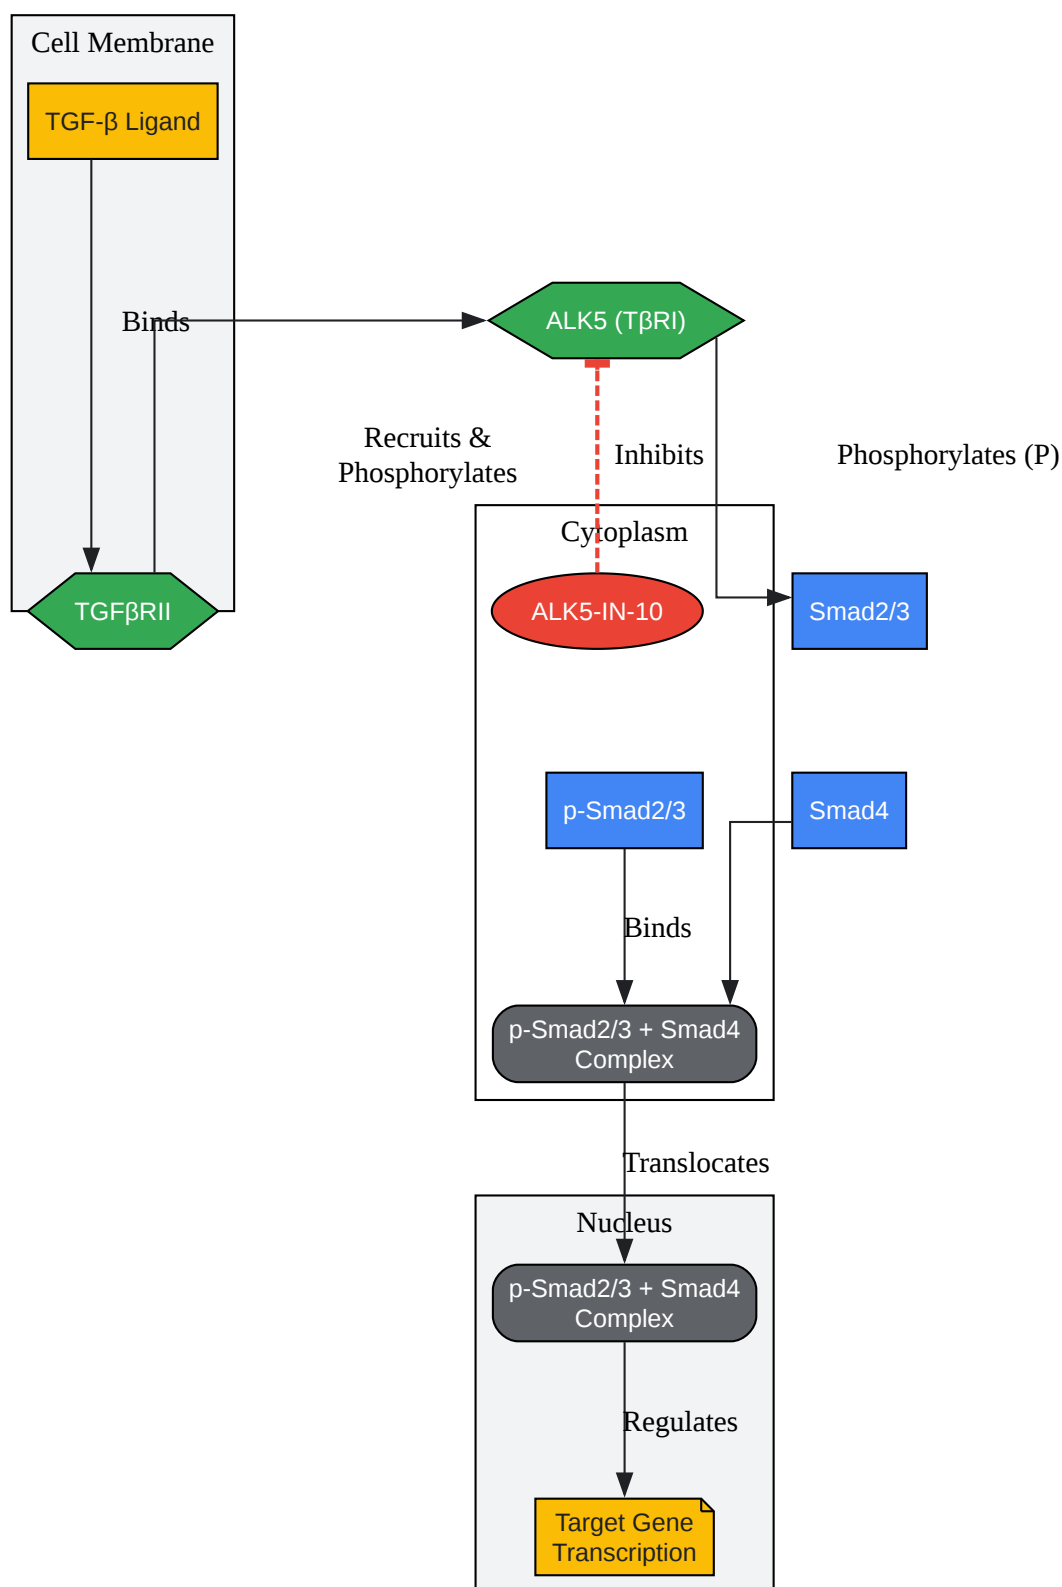 Cell Membrane
TGF-β Ligand
Binds
ALK5 (TβRI)
Recruits &
Phosphorylates
Inhibits
Phosphorylates (P)
Cytoplasm
TGFβRII
ALK5-IN-10
Smad2/3
p-Smad2/3
Smad4
Binds
p-Smad2/3 + Smad4
Complex
Translocates
Nucleus
p-Smad2/3 + Smad4
Complex
Regulates
Target Gene
Transcription